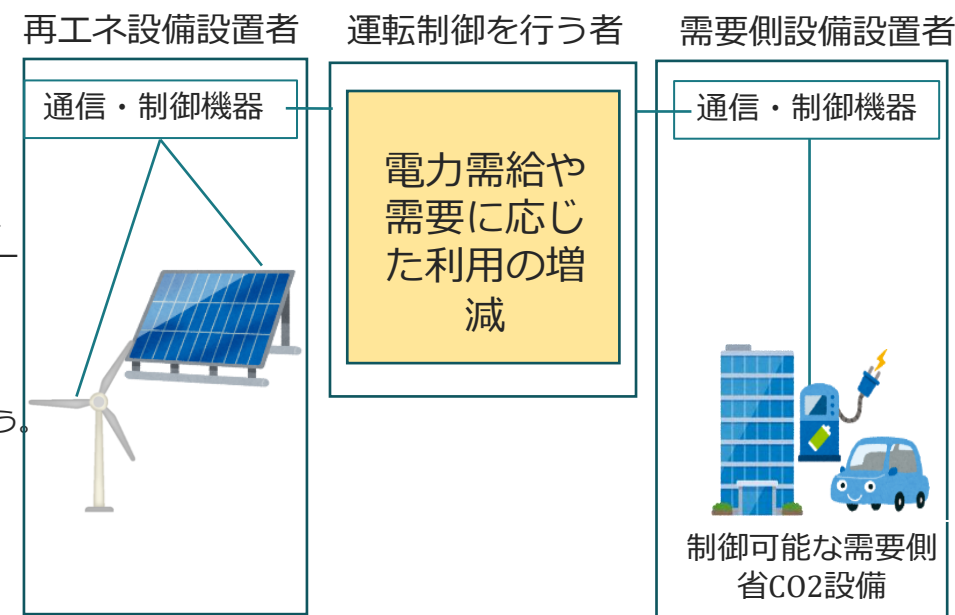 再エネ設備設置者
運転制御を行う者
需要側設備設置者
通信・制御機器
通信・制御機器
電力需給や
需要に応じ
た利用の増
減
う。
制御可能な需要側
省CO2設備